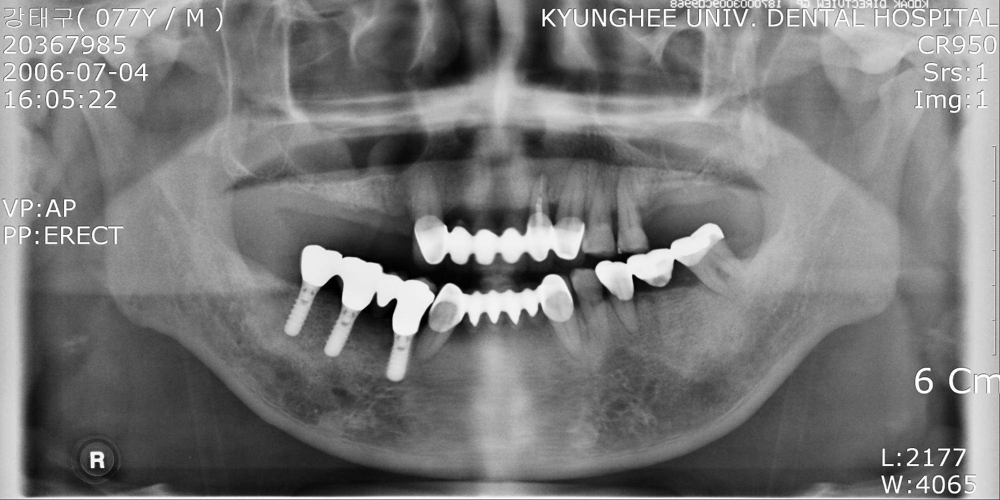 강태구( 077Y / M )
20367985
2006-07-04
16:05:22
KYUNGHEE UNIV. DENTAL HOSPITAL
CR950
Srs:1
Img:1
VP:AP
PP:ERECT
6 Cm
R
L:2177
W:4065